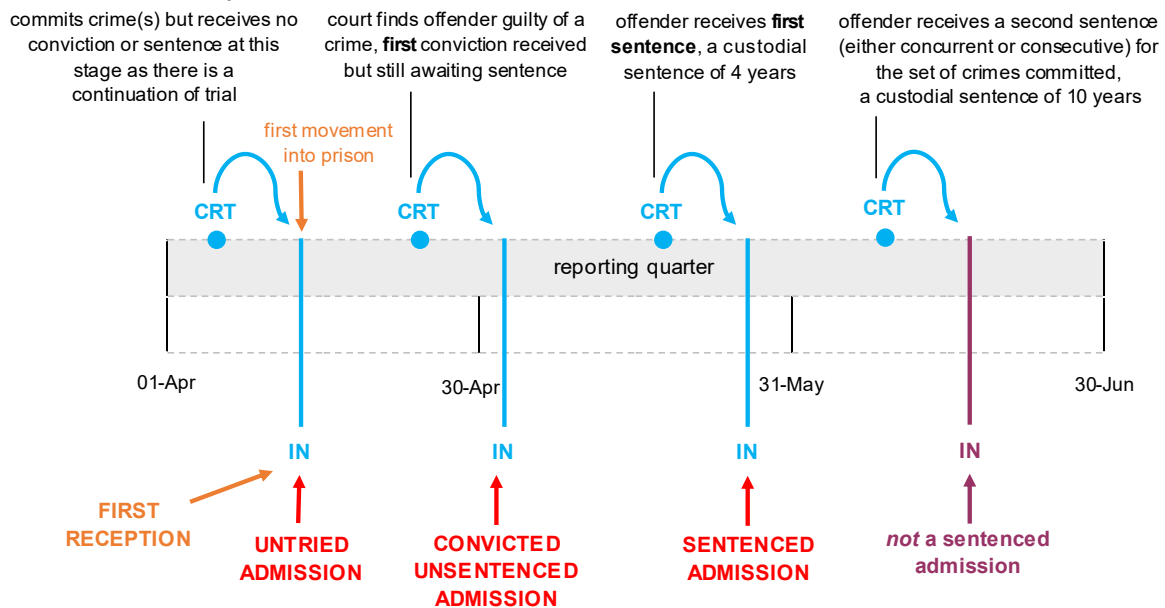 commits crime(s) but receives no
conviction or sentence at this
stage as there is a
continuation of trial
court finds offender guilty of a
crime, first conviction received
but still awaiting sentence
offender receives first
sentence, a custodial
sentence of 4 years
offender receives a second sentence
(either concurrent or consecutive) for
the set of crimes committed,
a custodial sentence of 10 years
first movement
into prison
CRT
CRT
CRT
CRT
reporting quarter
01-Apr
30-Apr
31-May
30-Jun
IN
IN
IN
IN
FIRST
RECEPTION
UNTRIED
ADMISSION
CONVICTED
UNSENTENCED
ADMISSION
SENTENCED
ADMISSION
not a sentenced
admission